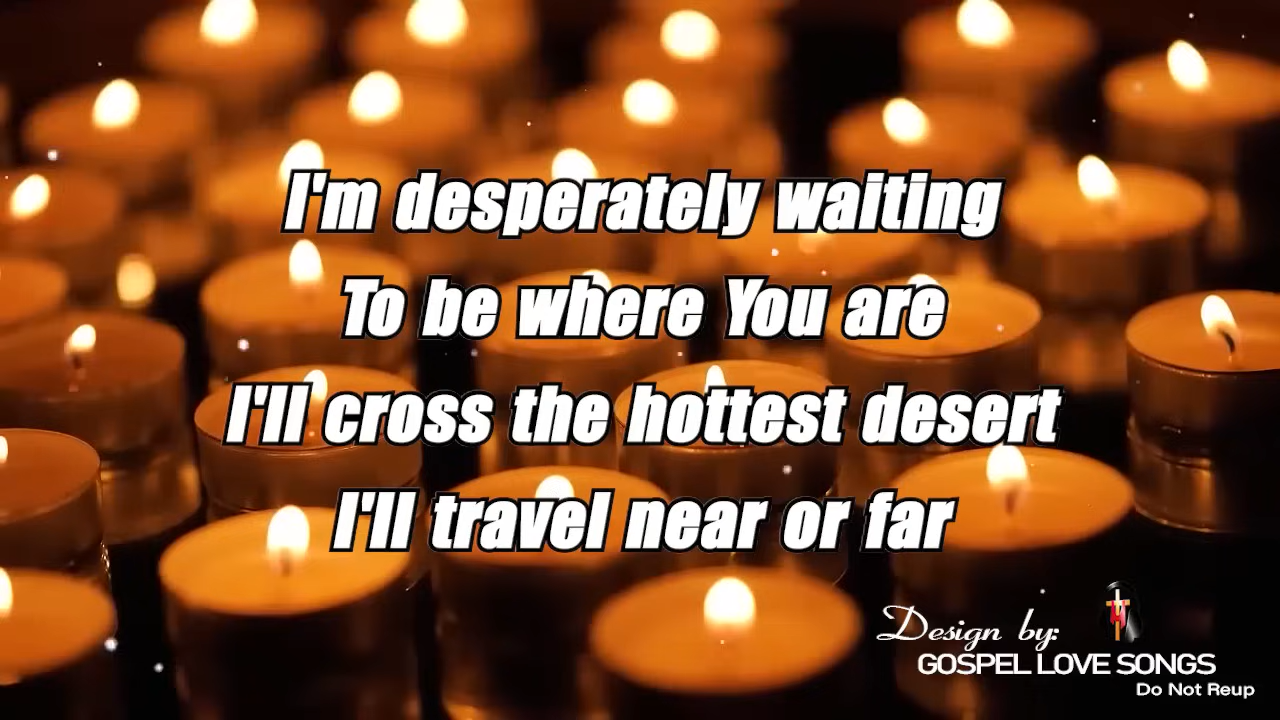 I'm desperately waiting
To be where You are
I'll cross the hottest desert
I'll travel near or far
Design by:
GOSPEL LOVE SONGS
Do Not Reup